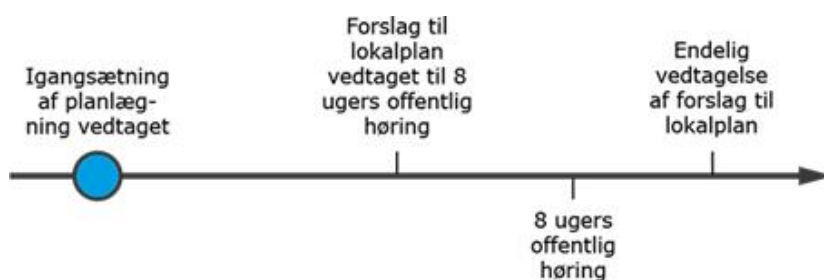 Igangsætning
af planlæg-
ning vedtaget
Forslag til
lokalplan
vedtaget til 8
ugers offentlig
høring
8 ugers
offentlig
høring
Endelig
vedtagelse
af forslag til
lokalplan